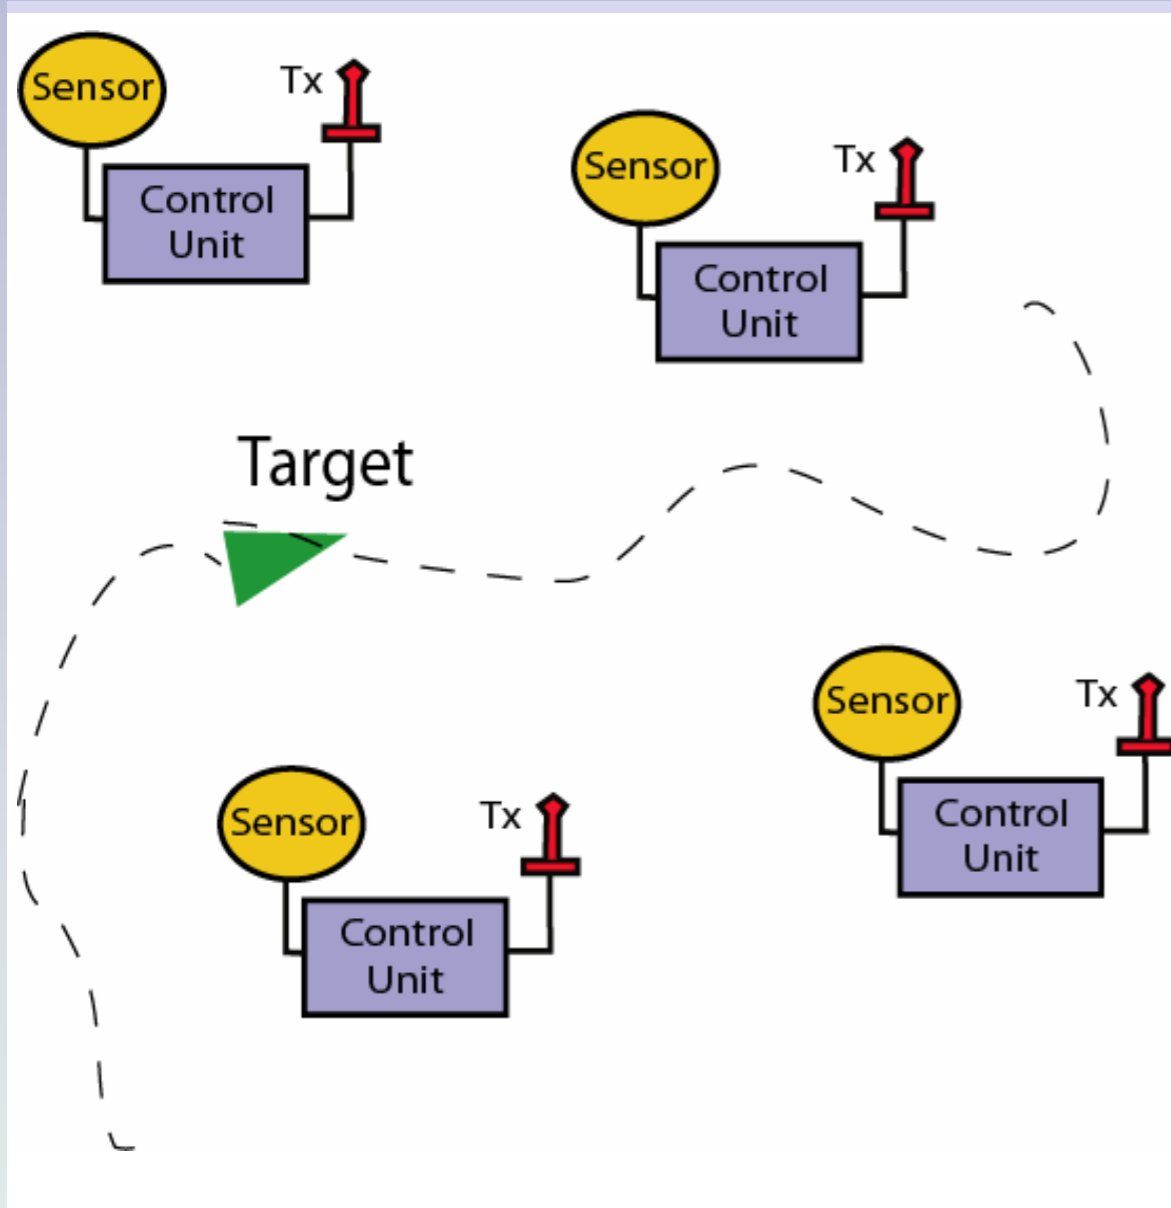 Sensor
Tx
Control
Unit
Sensor
Tx
Control
Unit
Target
Sensor
Tx
Control
Unit
Sensor
Tx
Control
Unit